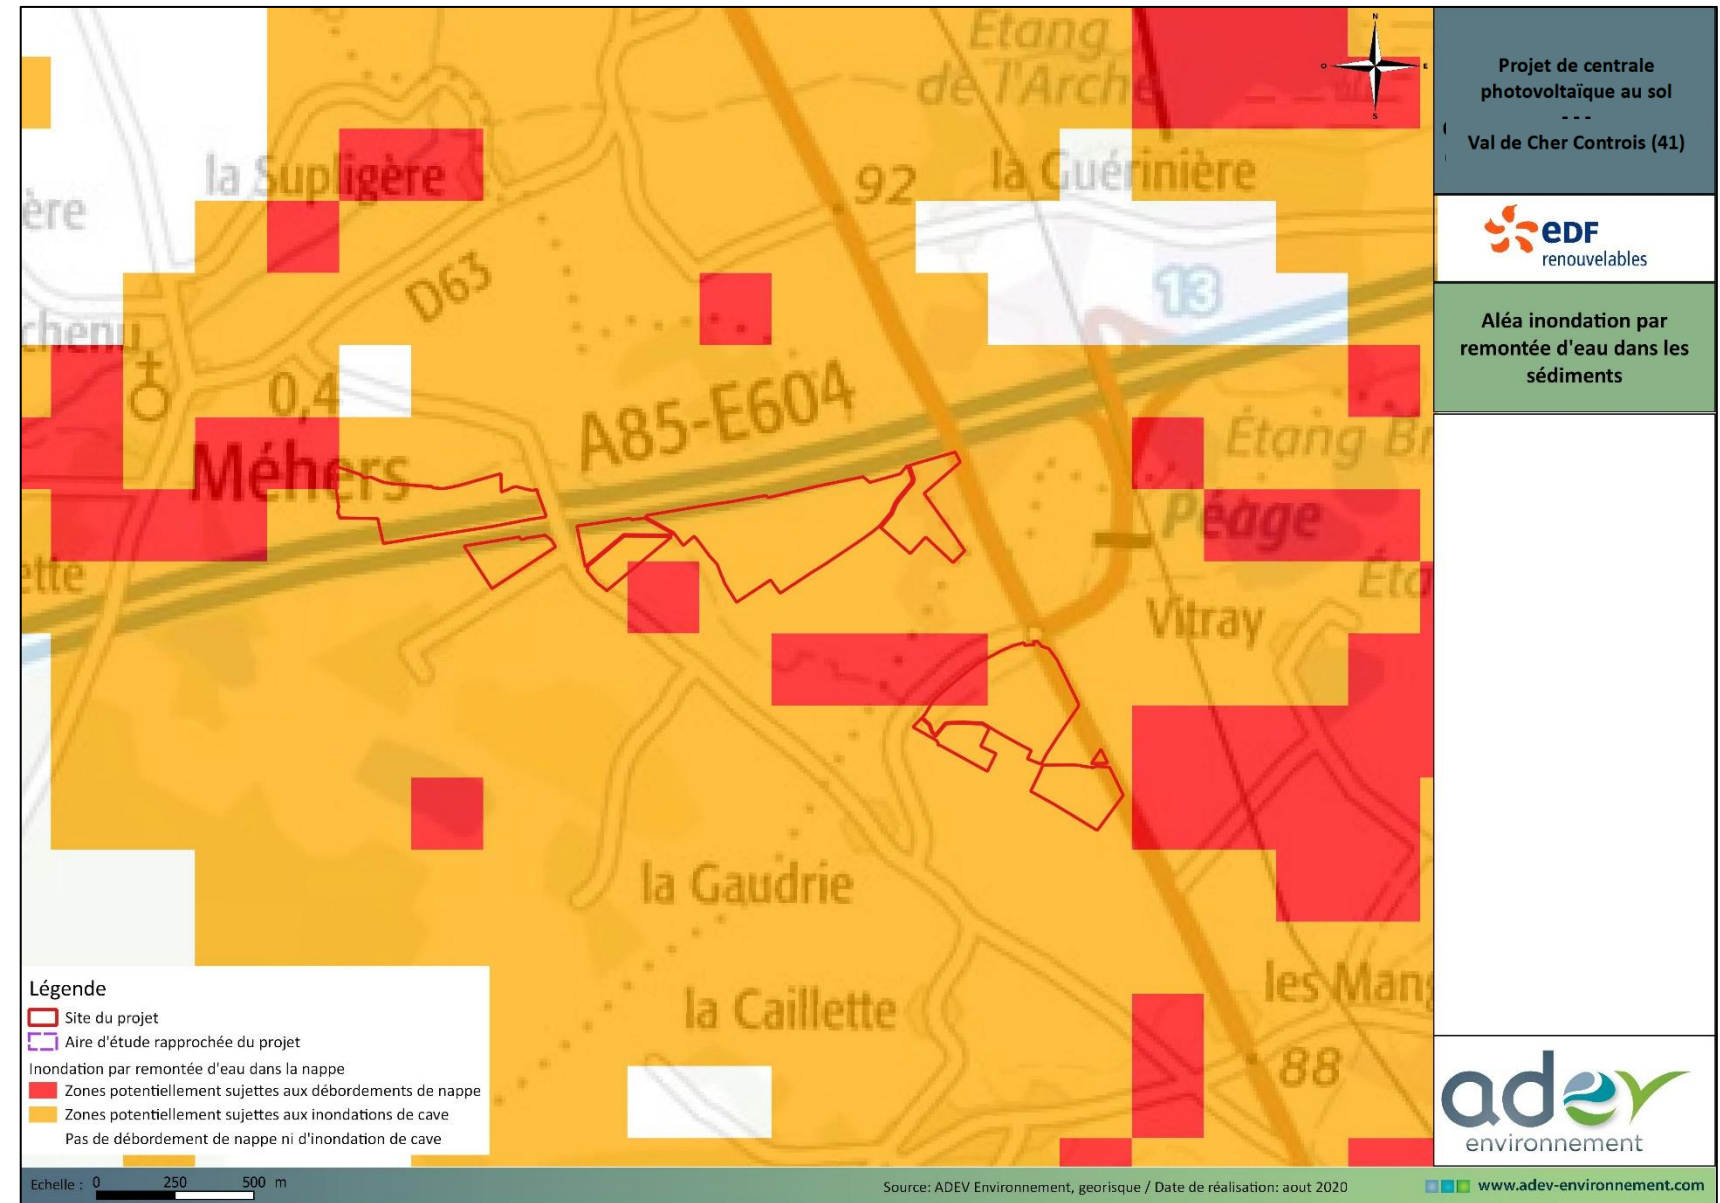 Etang
de l'Arche
N
O
E
S
la Supligère
92
la Guérinière
ère
D63
13
chenu
0,4
A85-E604
Étang Br
Méhers
Péage
ette
Éta
Vitray
la Gaudrie
la Caillette
les Mang
88
Légende
Site du projet
Aire d'étude rapprochée du projet
Inondation par remontée d'eau dans la nappe
Zones potentiellement sujettes aux débordements de nappe
Zones potentiellement sujettes aux inondations de cave
Pas de débordement de nappe ni d'inondation de cave
Echelle : 0 250 500 m
Source: ADEV Environnement, georisque / Date de réalisation: aout 2020
www.adev-environnement.com
Projet de centrale
photovoltaïque au sol
- - -
Val de Cher Controis (41)
eDF
renouvelables
Aléa inondation par
remontée d'eau dans les
sédiments
adev
environnement